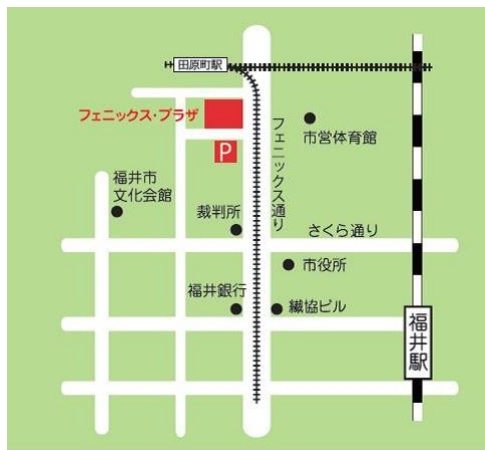 田原町駅
フェニックス・プラザ
P
フェニックス通り
市営体育館
福井市
文化会館
裁判所
さくら通り
市役所
福井銀行
繊協ビル
福井駅